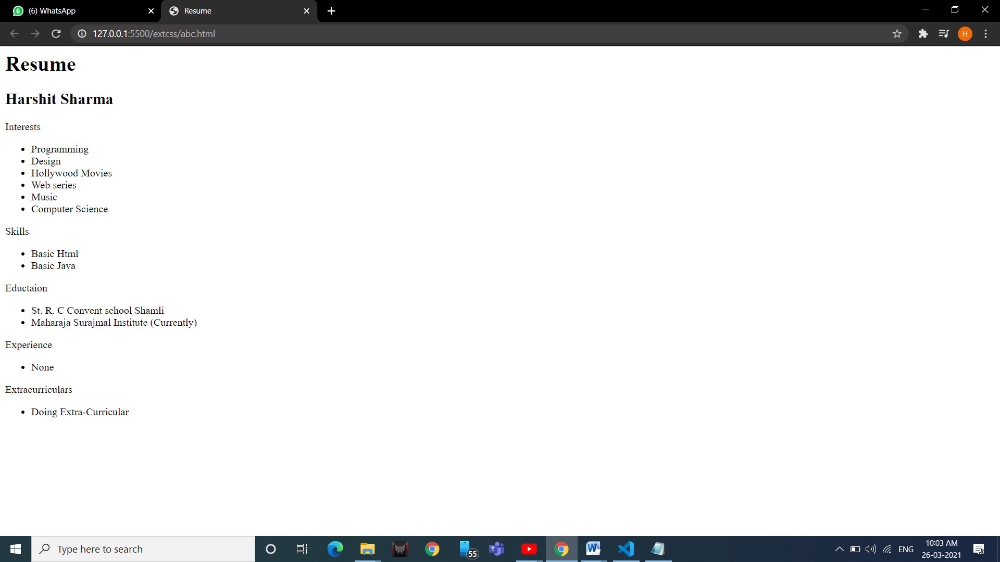 (6) WhatsApp
Resume
127.0.0.1:5500/extcss/abc.html
H
Resume
Harshit Sharma
Interests
Programming
Design
Hollywood Movies
Web series
Music
Computer Science
Skills
Basic Html
Basic Java
Eductaion
St. R. C Convent school Shamli
Maharaja Surajmal Institute (Currently)
Experience
None
Extracurriculars
Doing Extra-Curricular
Type here to search
55
ENG
10:03 AM
26-03-2021